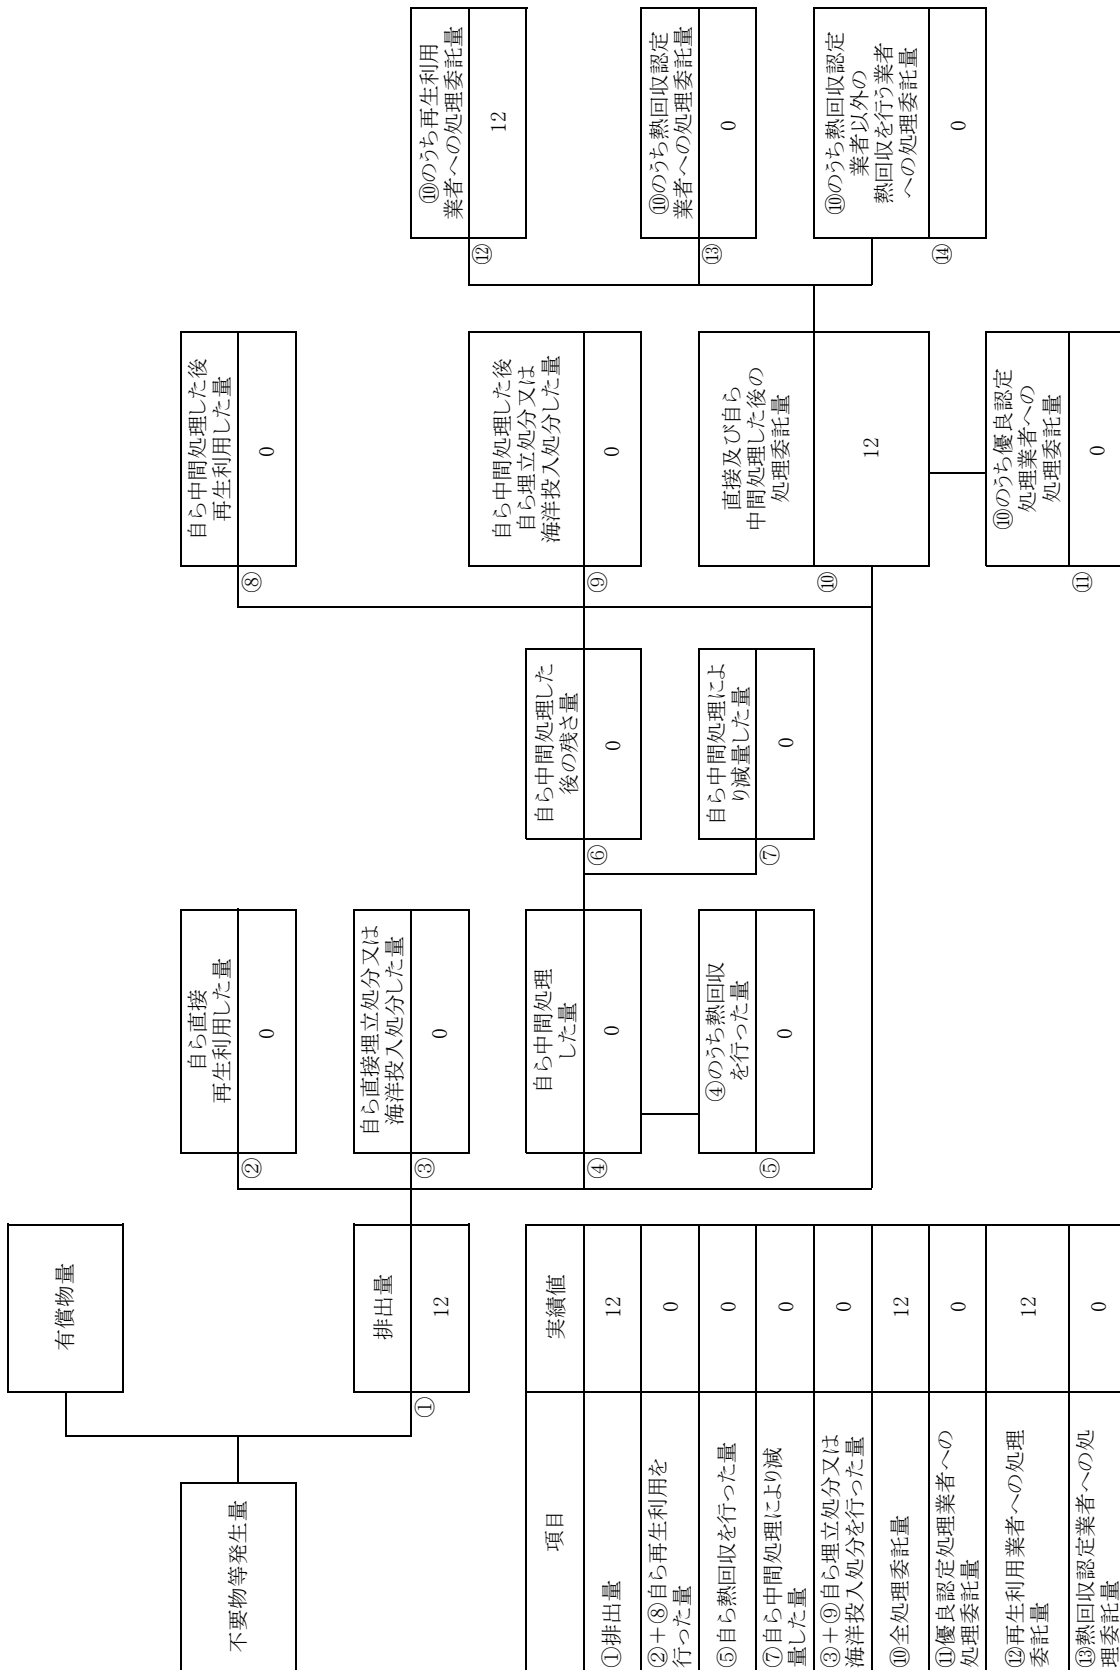 不要物等発生量
有償物量
①
排出量
12
②
自ら直接
再生利用した量
0
③
自ら直接埋立処分又は
海洋投入処分した量
0
④
自ら中間処理
した量
0
⑤
④のうち熱回収
を行った量
0
⑥
自ら中間処理した
後の残さ量
0
⑦
自ら中間処理によ
り減量した量
0
⑧
自ら中間処理した後
再生利用した量
0
⑨
自ら中間処理した後
自ら埋立処分又は
海洋投入処分した量
0
⑩
直接及び自ら
中間処理した後の
処理委託量
12
⑪
⑩のうち優良認定
処理業者への
処理委託量
0
⑫
⑩のうち再生利用
業者への処理委託量
12
⑬
⑩のうち熱回収認定
業者への処理委託量
0
⑭
⑩のうち熱回収認定
業者以外の
熱回収を行う業者
への処理委託量
0
項目
実績値
①排出量
12
②+⑧自ら再生利用を
行った量
0
⑤自ら熱回収を行った量
0
⑦自ら中間処理により減
量した量
0
③+⑨自ら埋立処分又は
海洋投入処分を行った量
0
⑩全処理委託量
12
⑪優良認定処理業者への
処理委託量
0
⑫再生利用業者への処理
委託量
12
⑬熱回収認定業者への処
理委託量
0